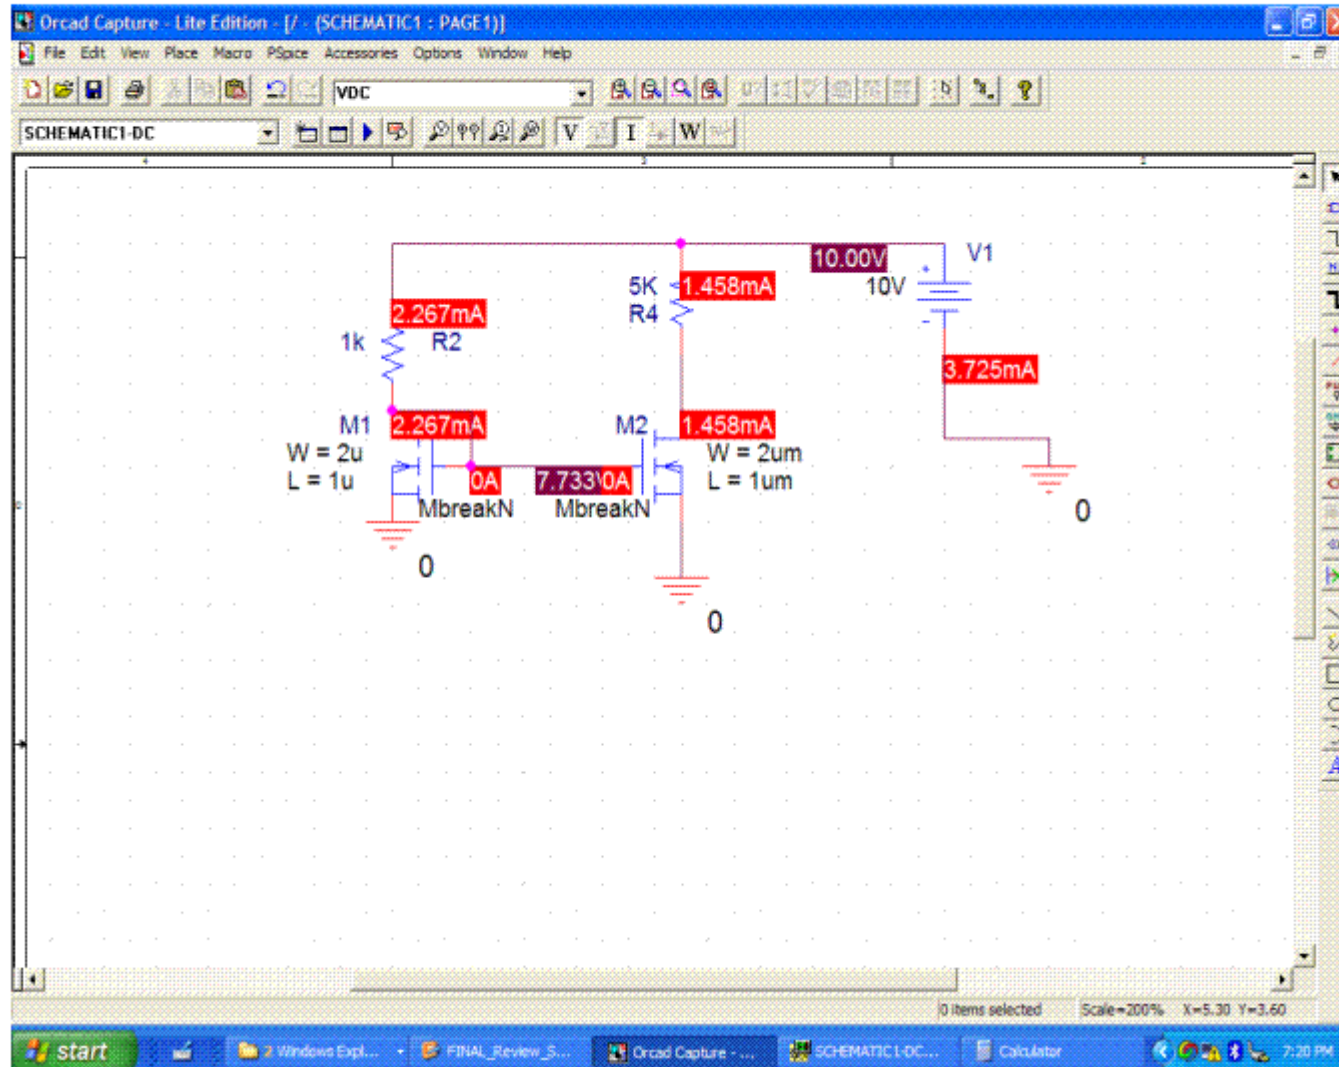 Orcad Capture - Lite Edition - [/ - (SCHEMATIC1 : PAGE1)]
File Edit View Place Macro PSpice Accessories Options Window Help
VDC
SCHEMATIC1-DC
V I W
10.00V
V1
5K
1.458mA
10V
R4
2.267mA
1k
R2
3.725mA
M1
2.267mA
M2
1.458mA
W = 2u
W = 2um
L = 1u
0A
7.733V
0A
L = 1um
MbreakN
MbreakN
0
0
0
0 items selected Scale=200% X=5.30 Y=3.60
start
2 Windows Expl...
FINAL_Review_S...
Orcad Capture - ...
SCHEMATIC1-DC...
Calculator
7:20 PM